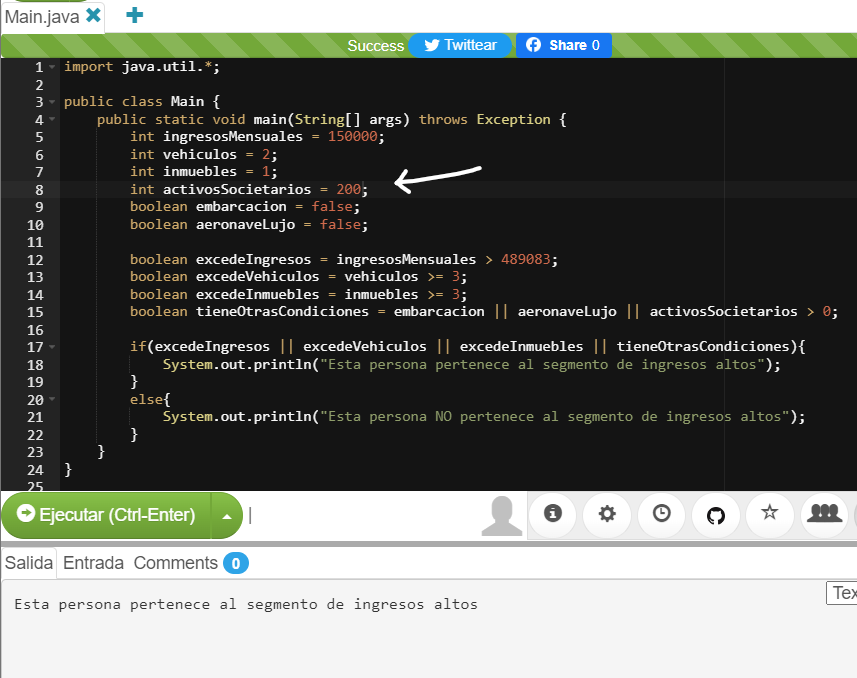 Main.java
Success Twittear Share 0
1 import java.util.*;
2
3 public class Main {
4 public static void main(String[] args) throws Exception {
5 int ingresosMensuales = 150000;
6 int vehiculos = 2;
7 int inmuebles = 1;
8 int activosSocietarios = 200;
9 boolean embarcacion = false;
10 boolean aeronaveLujo = false;
11
12 boolean excedeIngresos = ingresosMensuales > 489083;
13 boolean excedeVehiculos = vehiculos >= 3;
14 boolean excedeInmuebles = inmuebles >= 3;
15 boolean tieneOtrasCondiciones = embarcacion || aeronaveLujo || activosSocietarios > 0;
16
17 if(excedeIngresos || excedeVehiculos || excedeInmuebles || tieneOtrasCondiciones){
18 System.out.println("Esta persona pertenece al segmento de ingresos altos");
19 }
20 else{
21 System.out.println("Esta persona NO pertenece al segmento de ingresos altos");
22 }
23 }
24 }
25
Ejecutar (Ctrl-Enter) |
Salida Entrada Comments 0
Esta persona pertenece al segmento de ingresos altos
Tex